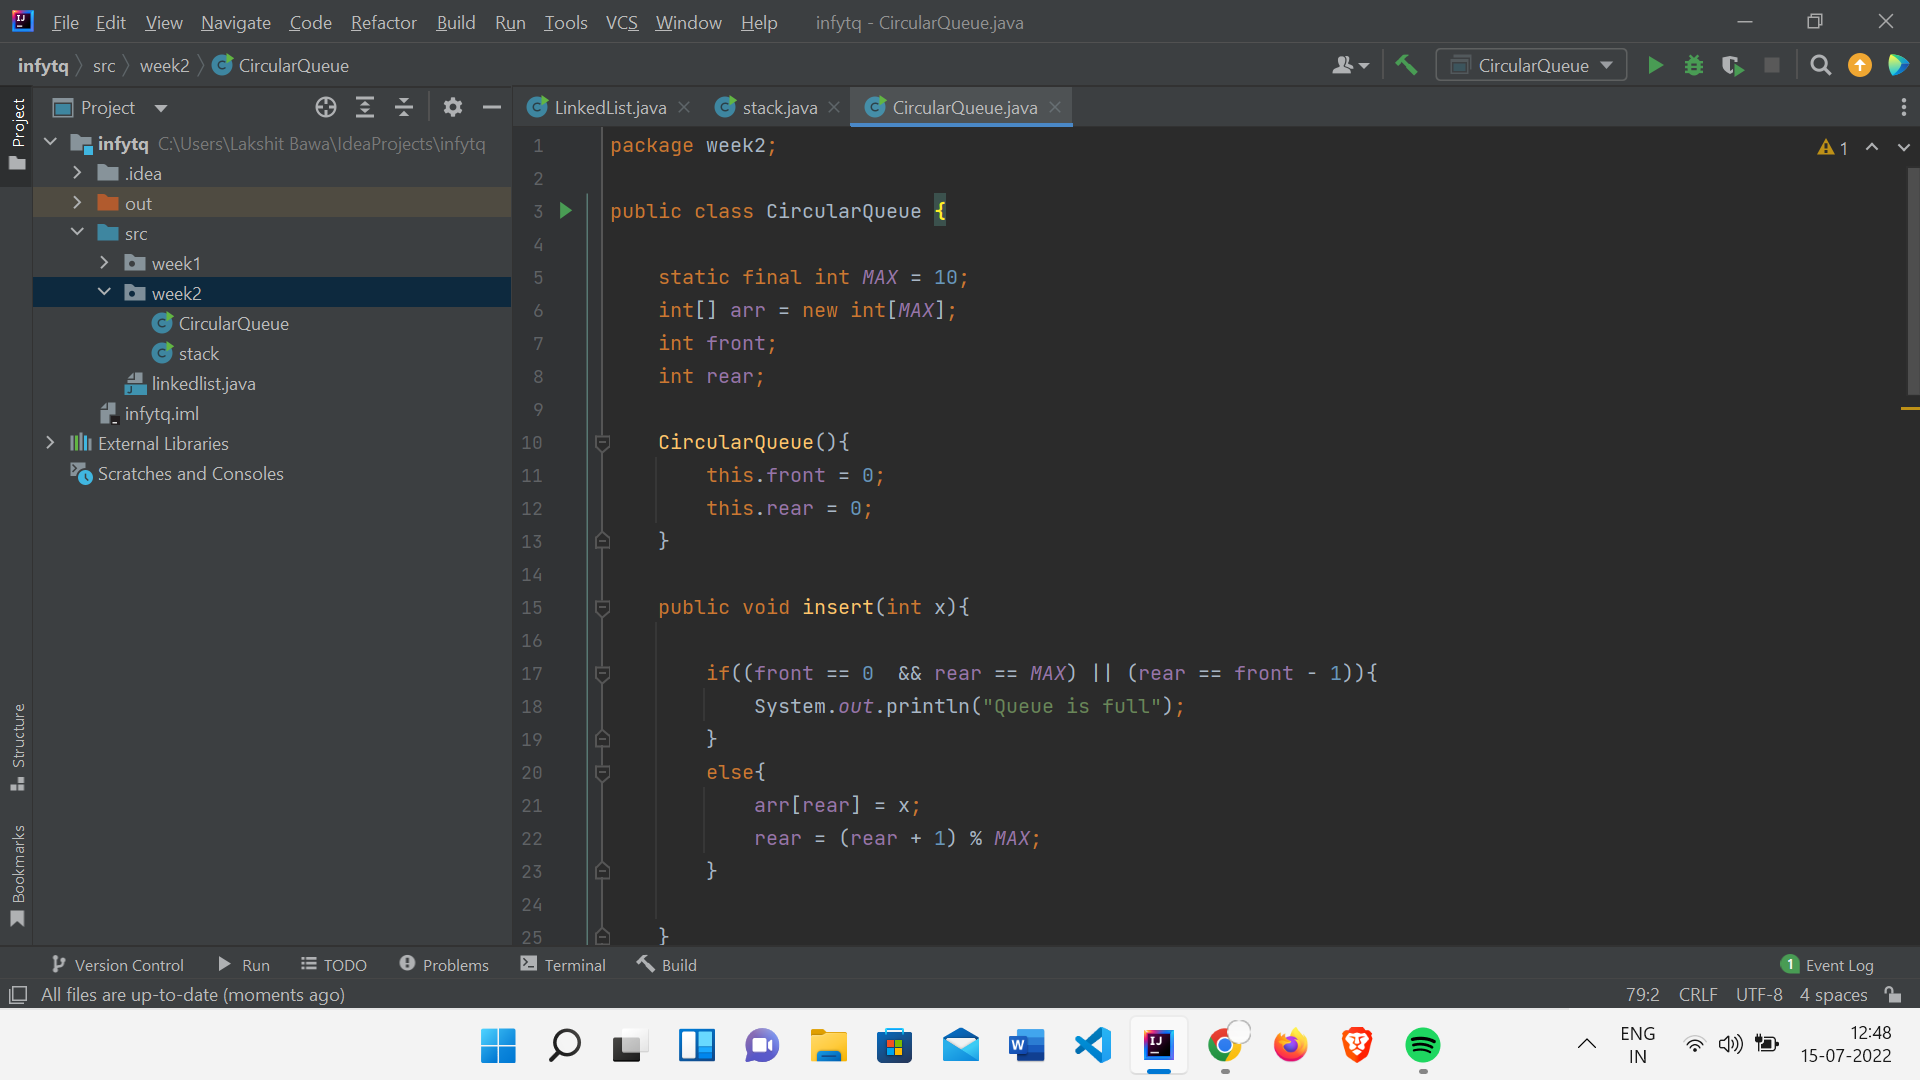 File Edit View Navigate Code Refactor Build Run Tools VCS Window Help infytq - CircularQueue.java
infytq src week2 CircularQueue
CircularQueue
Project
Project
LinkedList.java stack.java CircularQueue.java
infytq C:\Users\Lakshit Bawa\IdeaProjects\infytq
.idea
out
src
week1
week2
CircularQueue
stack
linkedlist.java
infytq.iml
External Libraries
Scratches and Consoles
Structure
Bookmarks
1
1 package week2;
2
3 public class CircularQueue {
4
5 static final int MAX = 10;
6 int[] arr = new int[MAX];
7 int front;
8 int rear;
9
10 CircularQueue(){
11 this.front = 0;
12 this.rear = 0;
13 }
14
15 public void insert(int x){
16
17 if((front == 0  && rear == MAX) || (rear == front - 1)){
18 System.out.println("Queue is full");
19 }
20 else{
21 arr[rear] = x;
22 rear = (rear + 1) % MAX;
23 }
24
25 }
Version Control Run TODO Problems Terminal Build 1 Event Log
All files are up-to-date (moments ago) 79:2 CRLF UTF-8 4 spaces
ENG
IN
12:48
15-07-2022